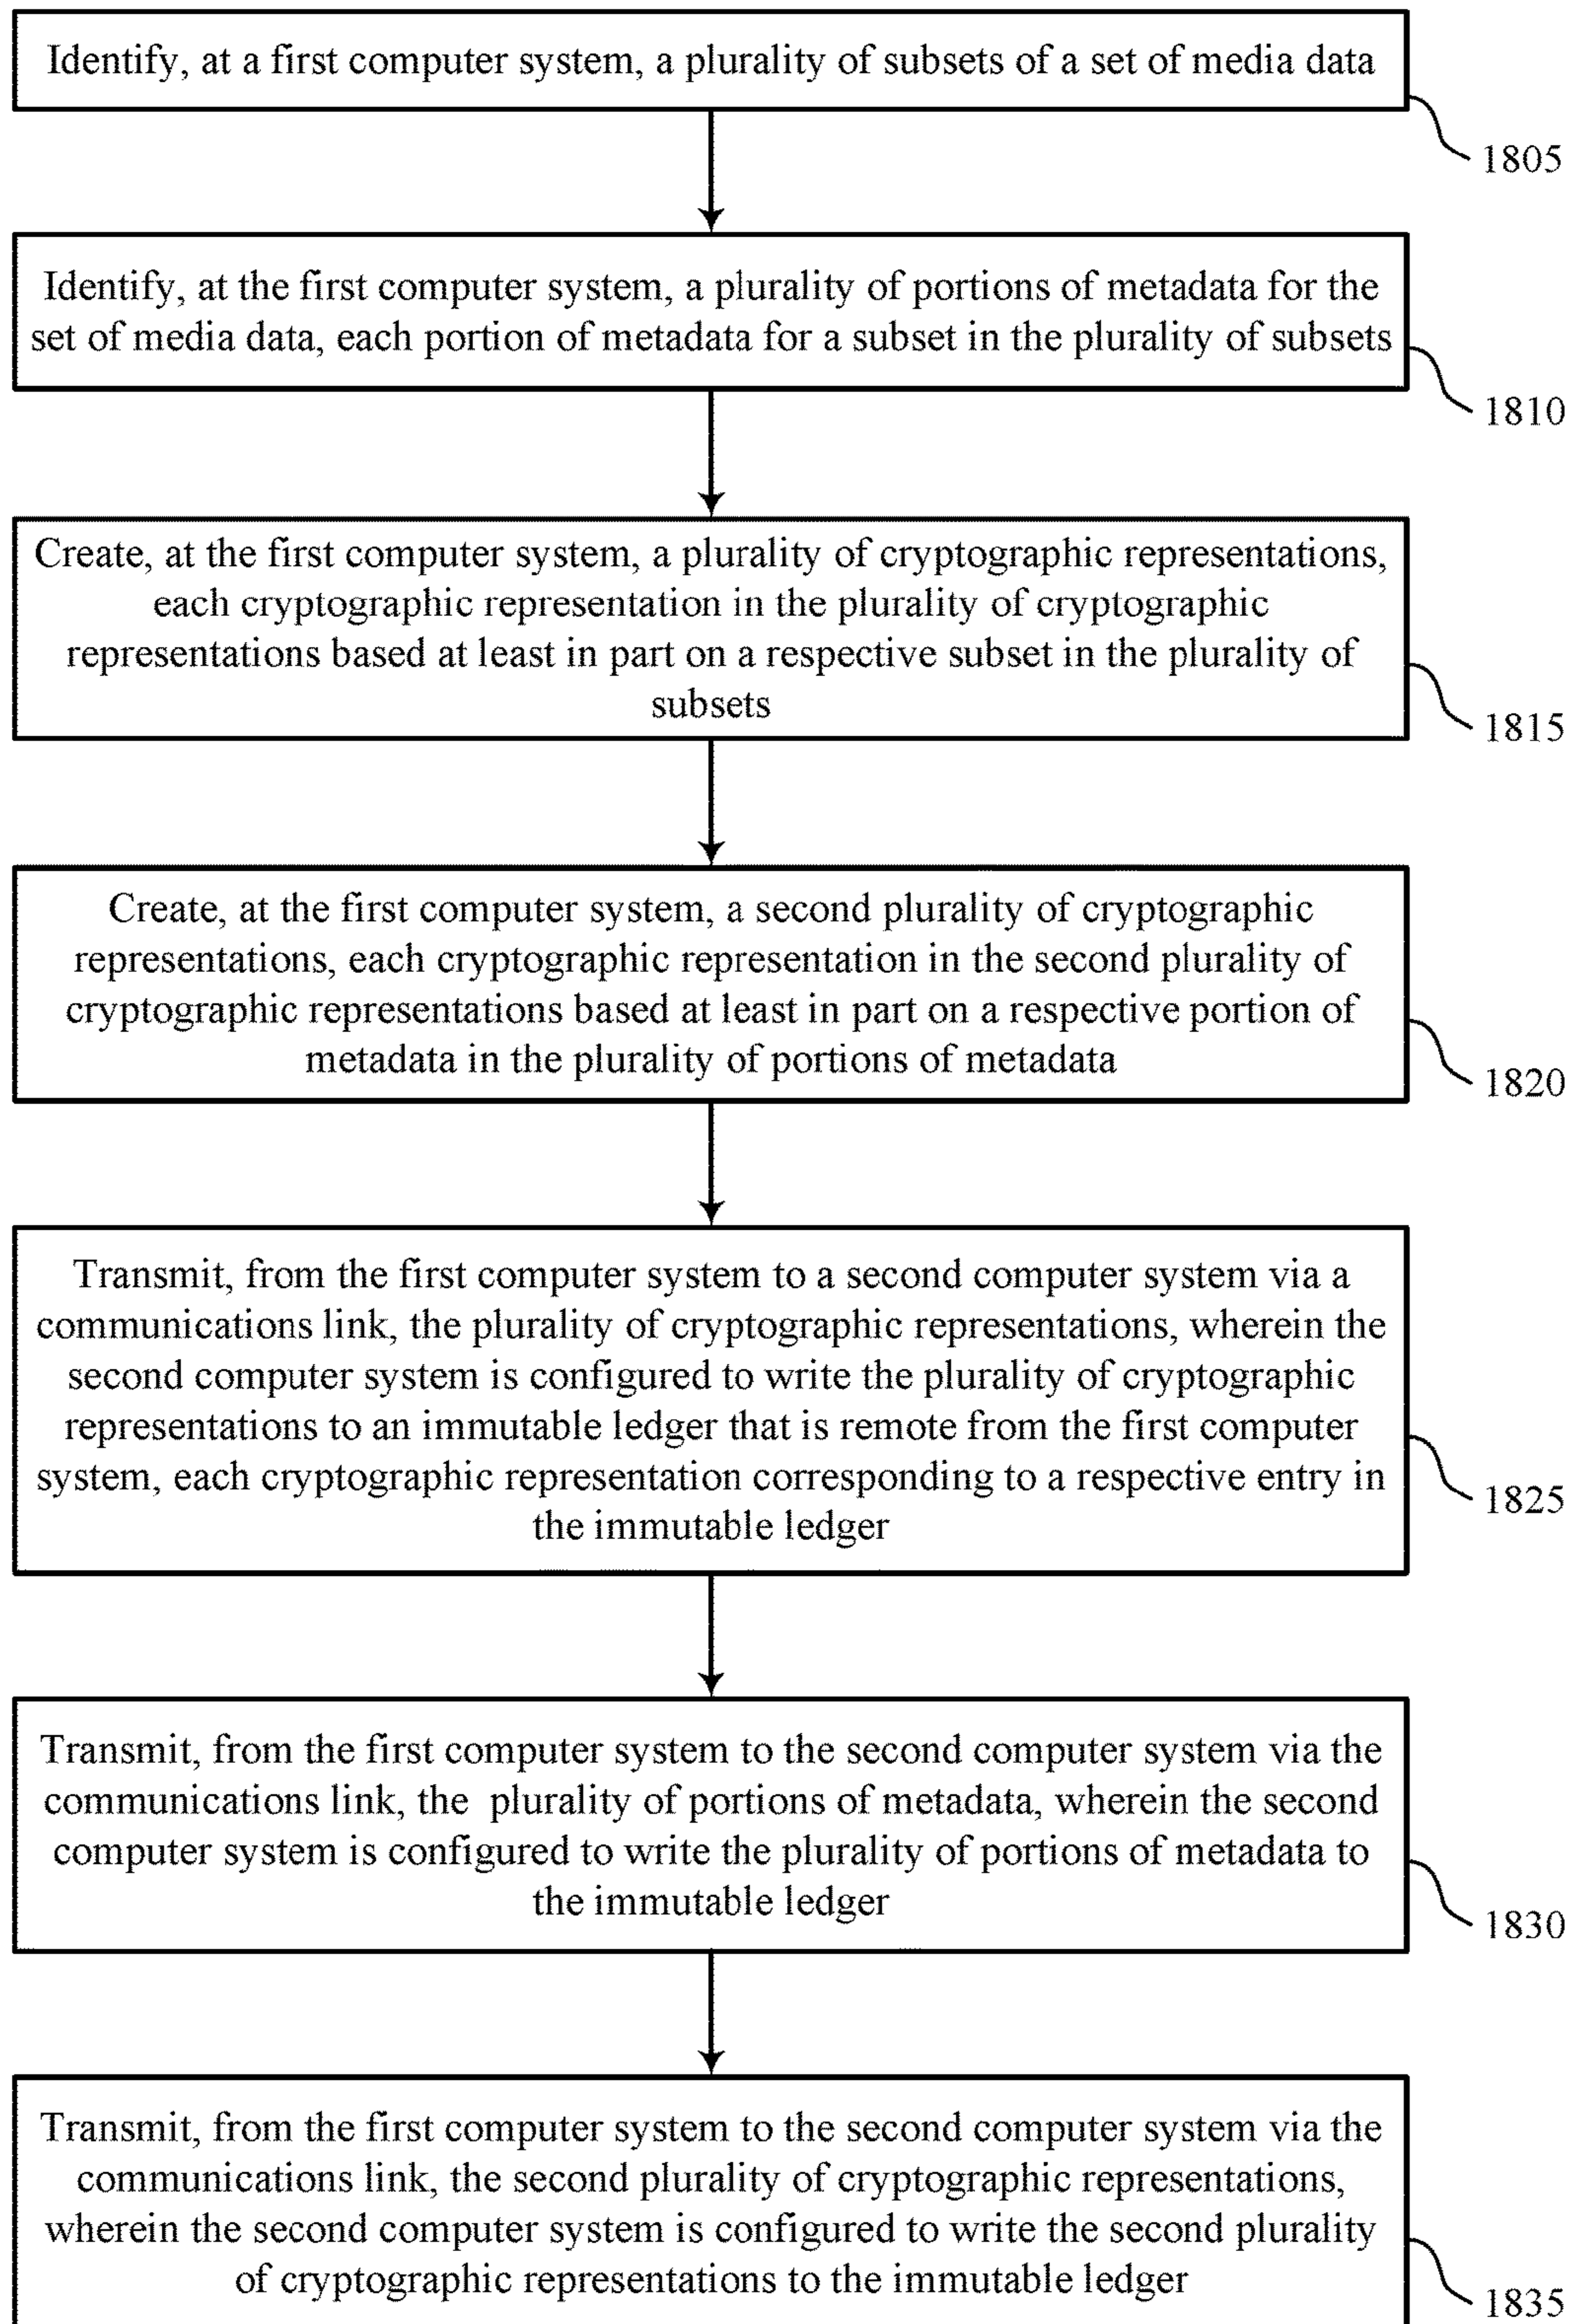 Identify, at a first computer system, a plurality of subsets of a set of media data
1805
Identify, at the first computer system, a plurality of portions of metadata for the
set of media data, each portion of metadata for a subset in the plurality of subsets
1810
Create, at the first computer system, a plurality of cryptographic representations,
each cryptographic representation in the plurality of cryptographic
representations based at least in part on a respective subset in the plurality of
subsets
1815
Create, at the first computer system, a second plurality of cryptographic
representations, each cryptographic representation in the second plurality of
cryptographic representations based at least in part on a respective portion of
metadata in the plurality of portions of metadata
1820
Transmit, from the first computer system to a second computer system via a
communications link, the plurality of cryptographic representations, wherein the
second computer system is configured to write the plurality of cryptographic
representations to an immutable ledger that is remote from the first computer
system, each cryptographic representation corresponding to a respective entry in
the immutable ledger
1825
Transmit, from the first computer system to the second computer system via the
communications link, the plurality of portions of metadata, wherein the second
computer system is configured to write the plurality of portions of metadata to
the immutable ledger
1830
Transmit, from the first computer system to the second computer system via the
communications link, the second plurality of cryptographic representations,
wherein the second computer system is configured to write the second plurality
of cryptographic representations to the immutable ledger
1835